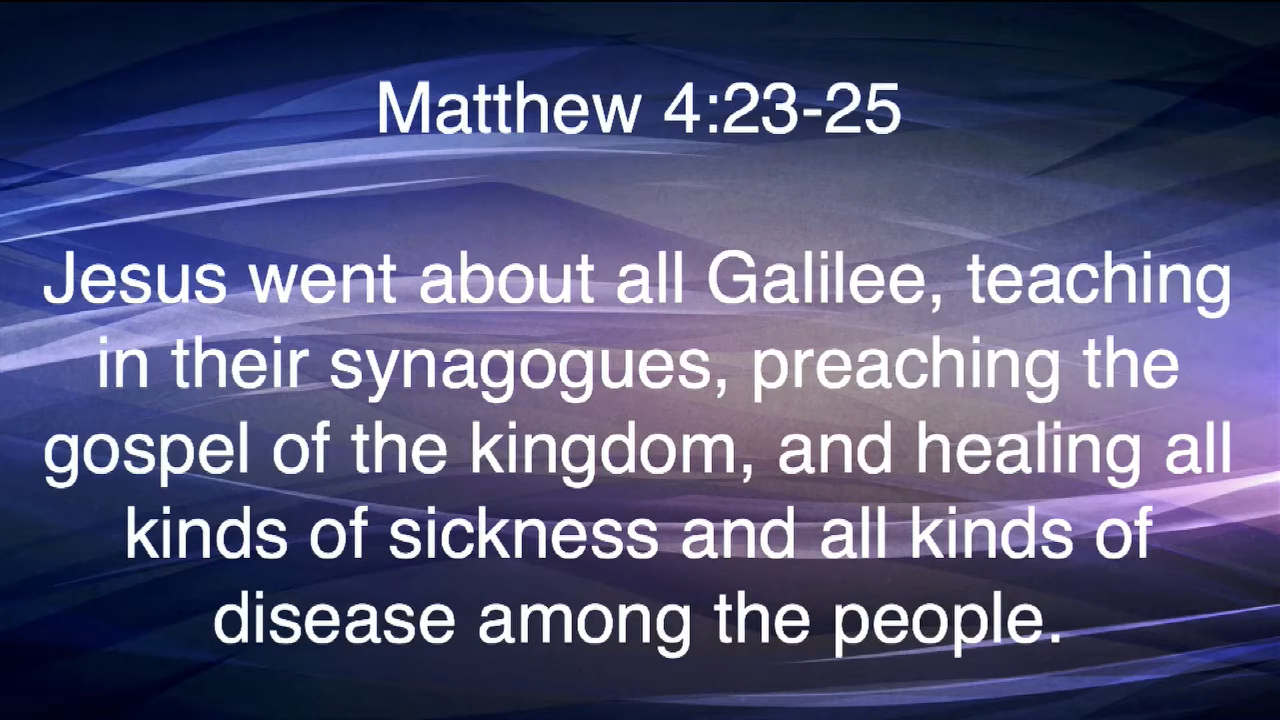 Matthew 4:23-25
Jesus went about all Galilee, teaching
in their synagogues, preaching the
gospel of the kingdom, and healing all
kinds of sickness and all kinds of
disease among the people.